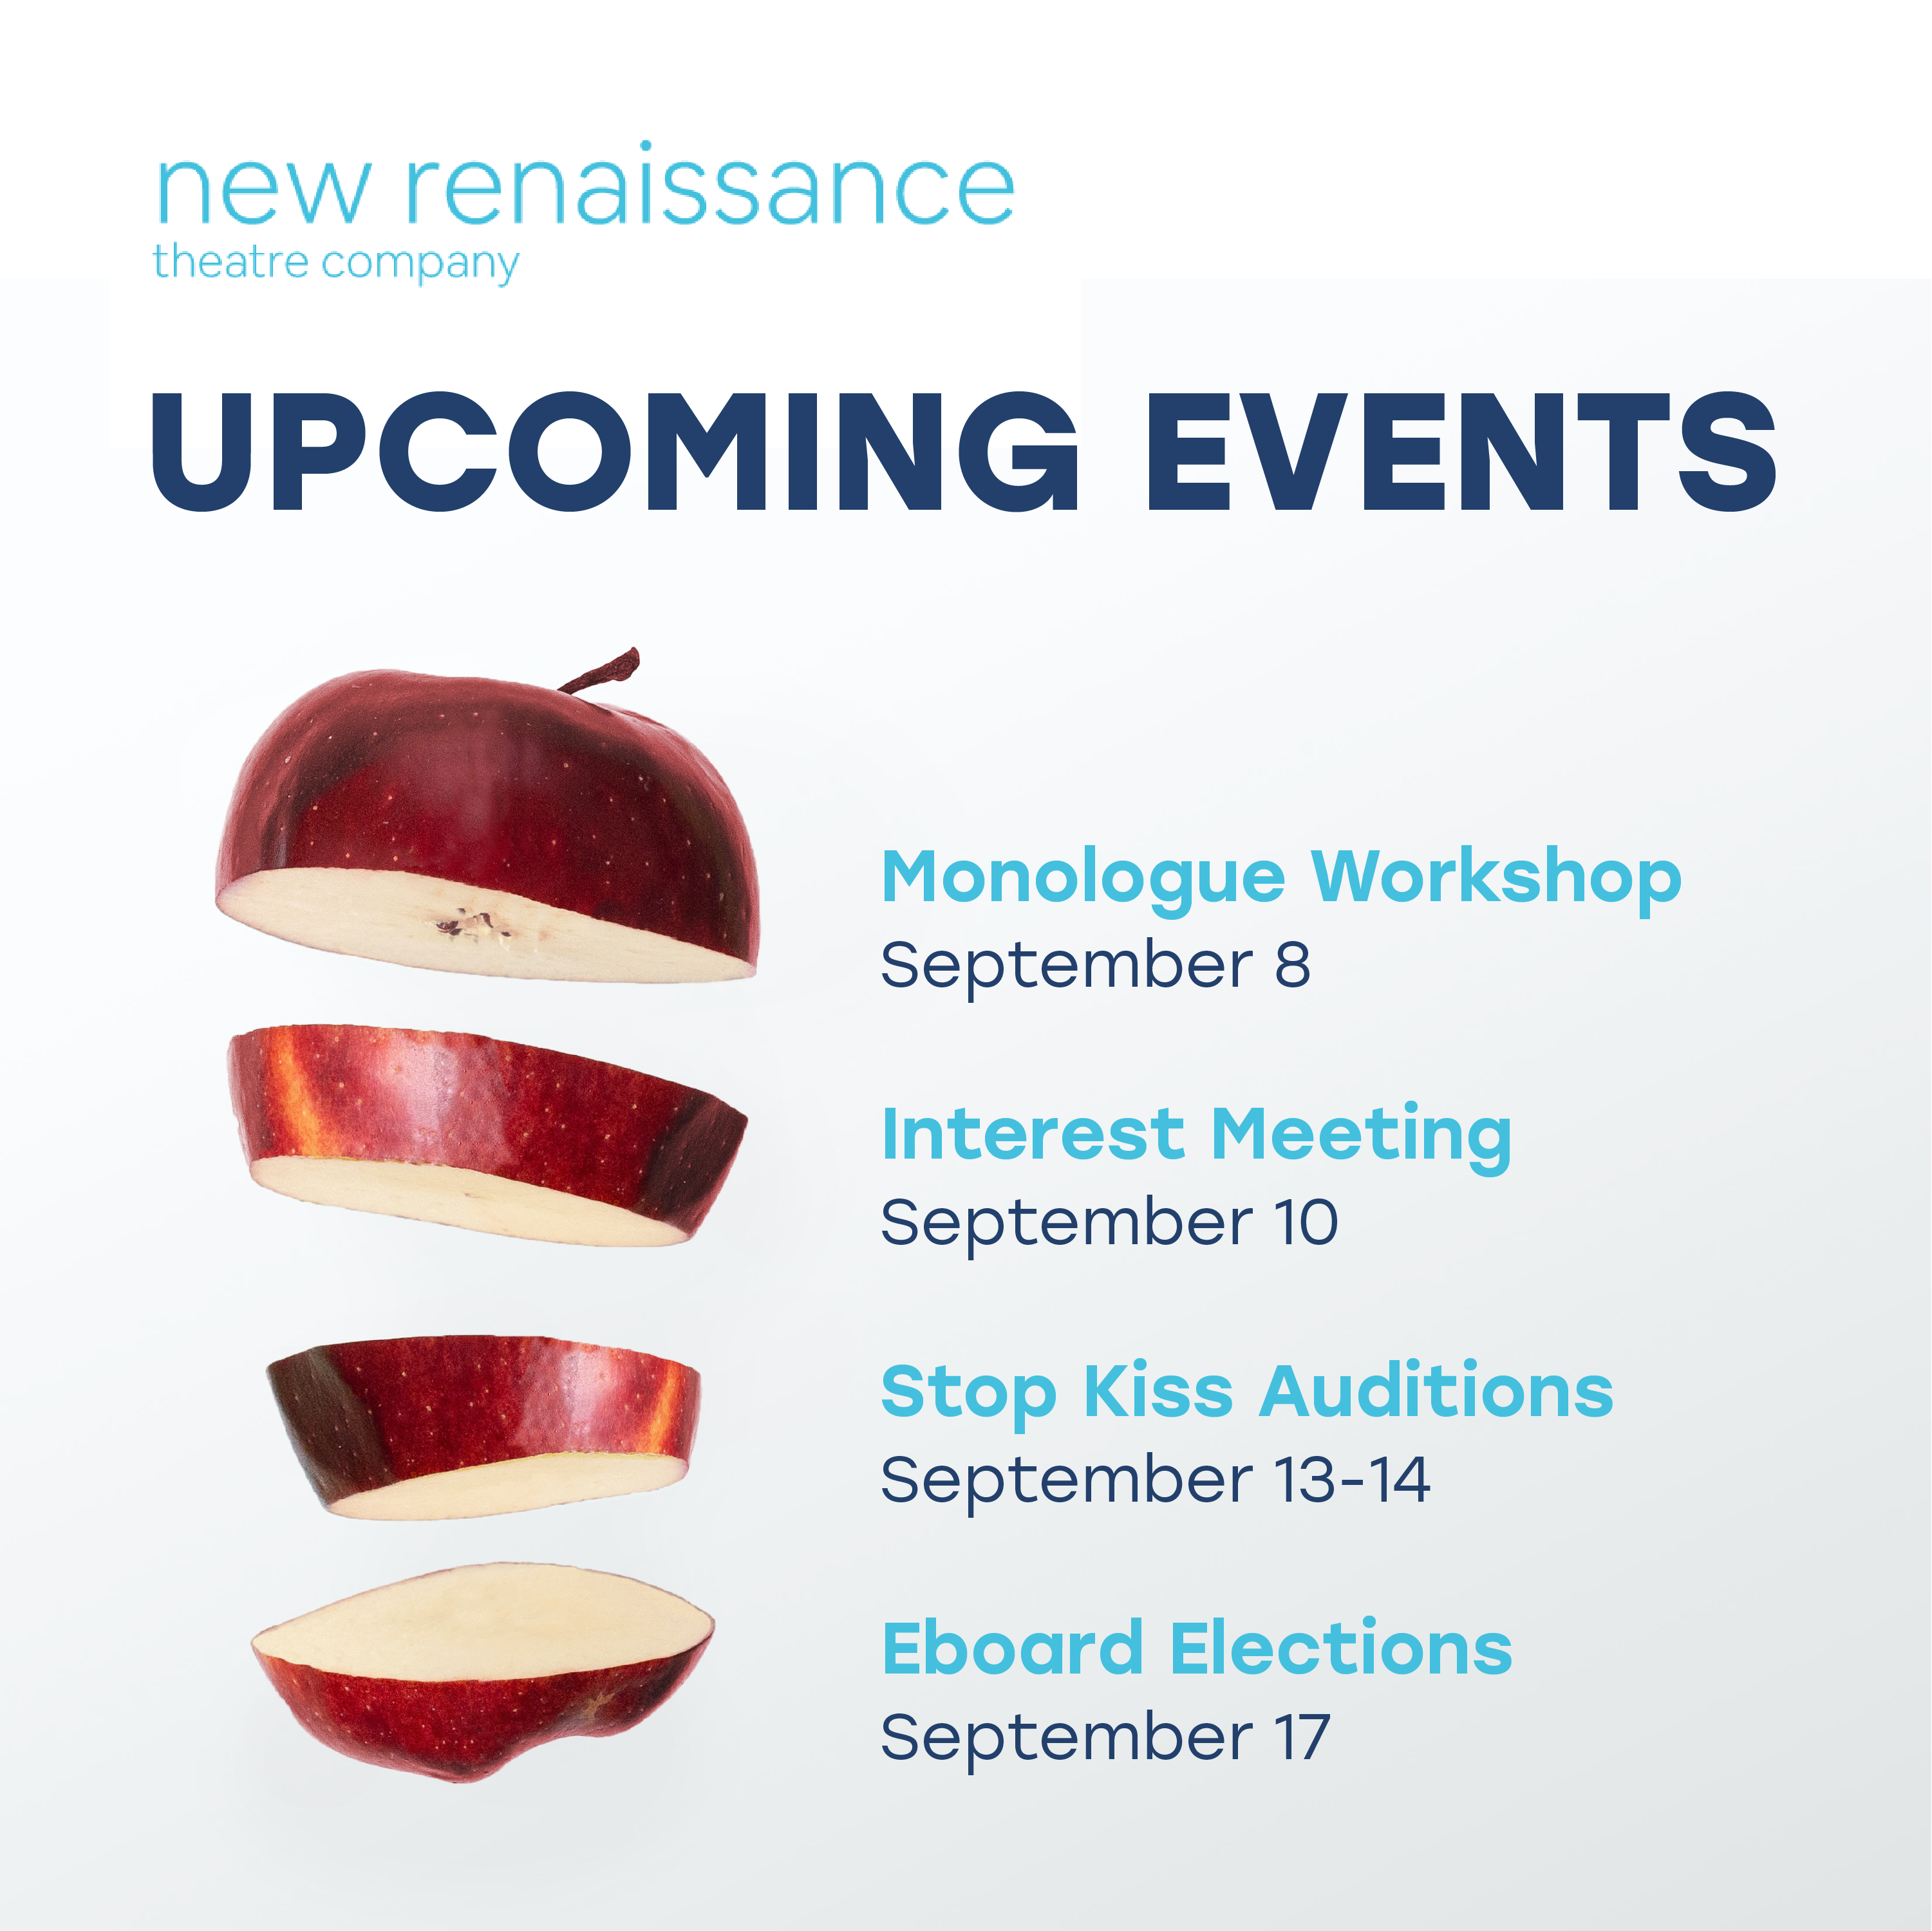 new renaissance
theatre company
UPCOMING EVENTS
Monologue Workshop
September 8
Interest Meeting
September 10
Stop Kiss Auditions
September 13-14
Eboard Elections
September 17